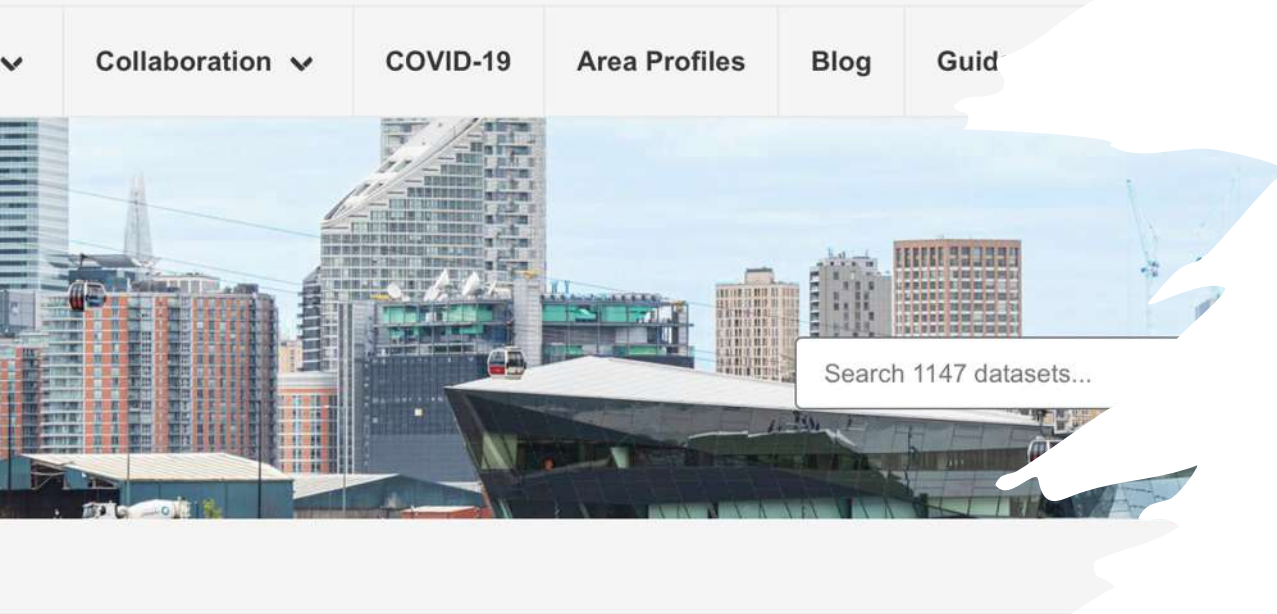 Collaboration COVID-19 Area Profiles Blog Guid
Search 1147 datasets...